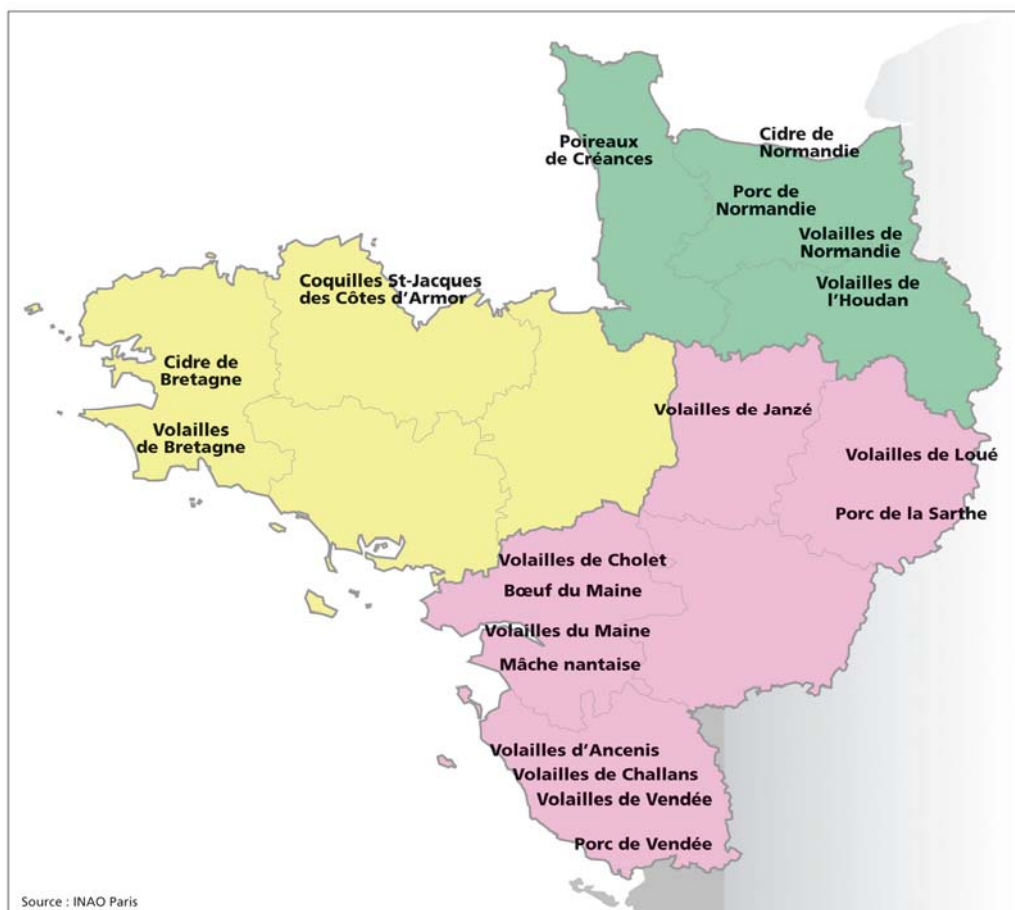 Poireaux
de Créances
Cidre de
Normandie
Porc de
Normandie
Volailles de
Normandie
Volailles de
l'Houdan
Coquilles St-Jacques
des Côtes d'Armor
Cidre de
Bretagne
Volailles
de Bretagne
Volailles de Janzé
Volailles de Loué
Porc de la Sarthe
Volailles de Cholet
Bœuf du Maine
Volailles du Maine
Mâche nantaise
Volailles d'Ancenis
Volailles de Challans
Volailles de Vendée
Porc de Vendée
Source : INAO Paris